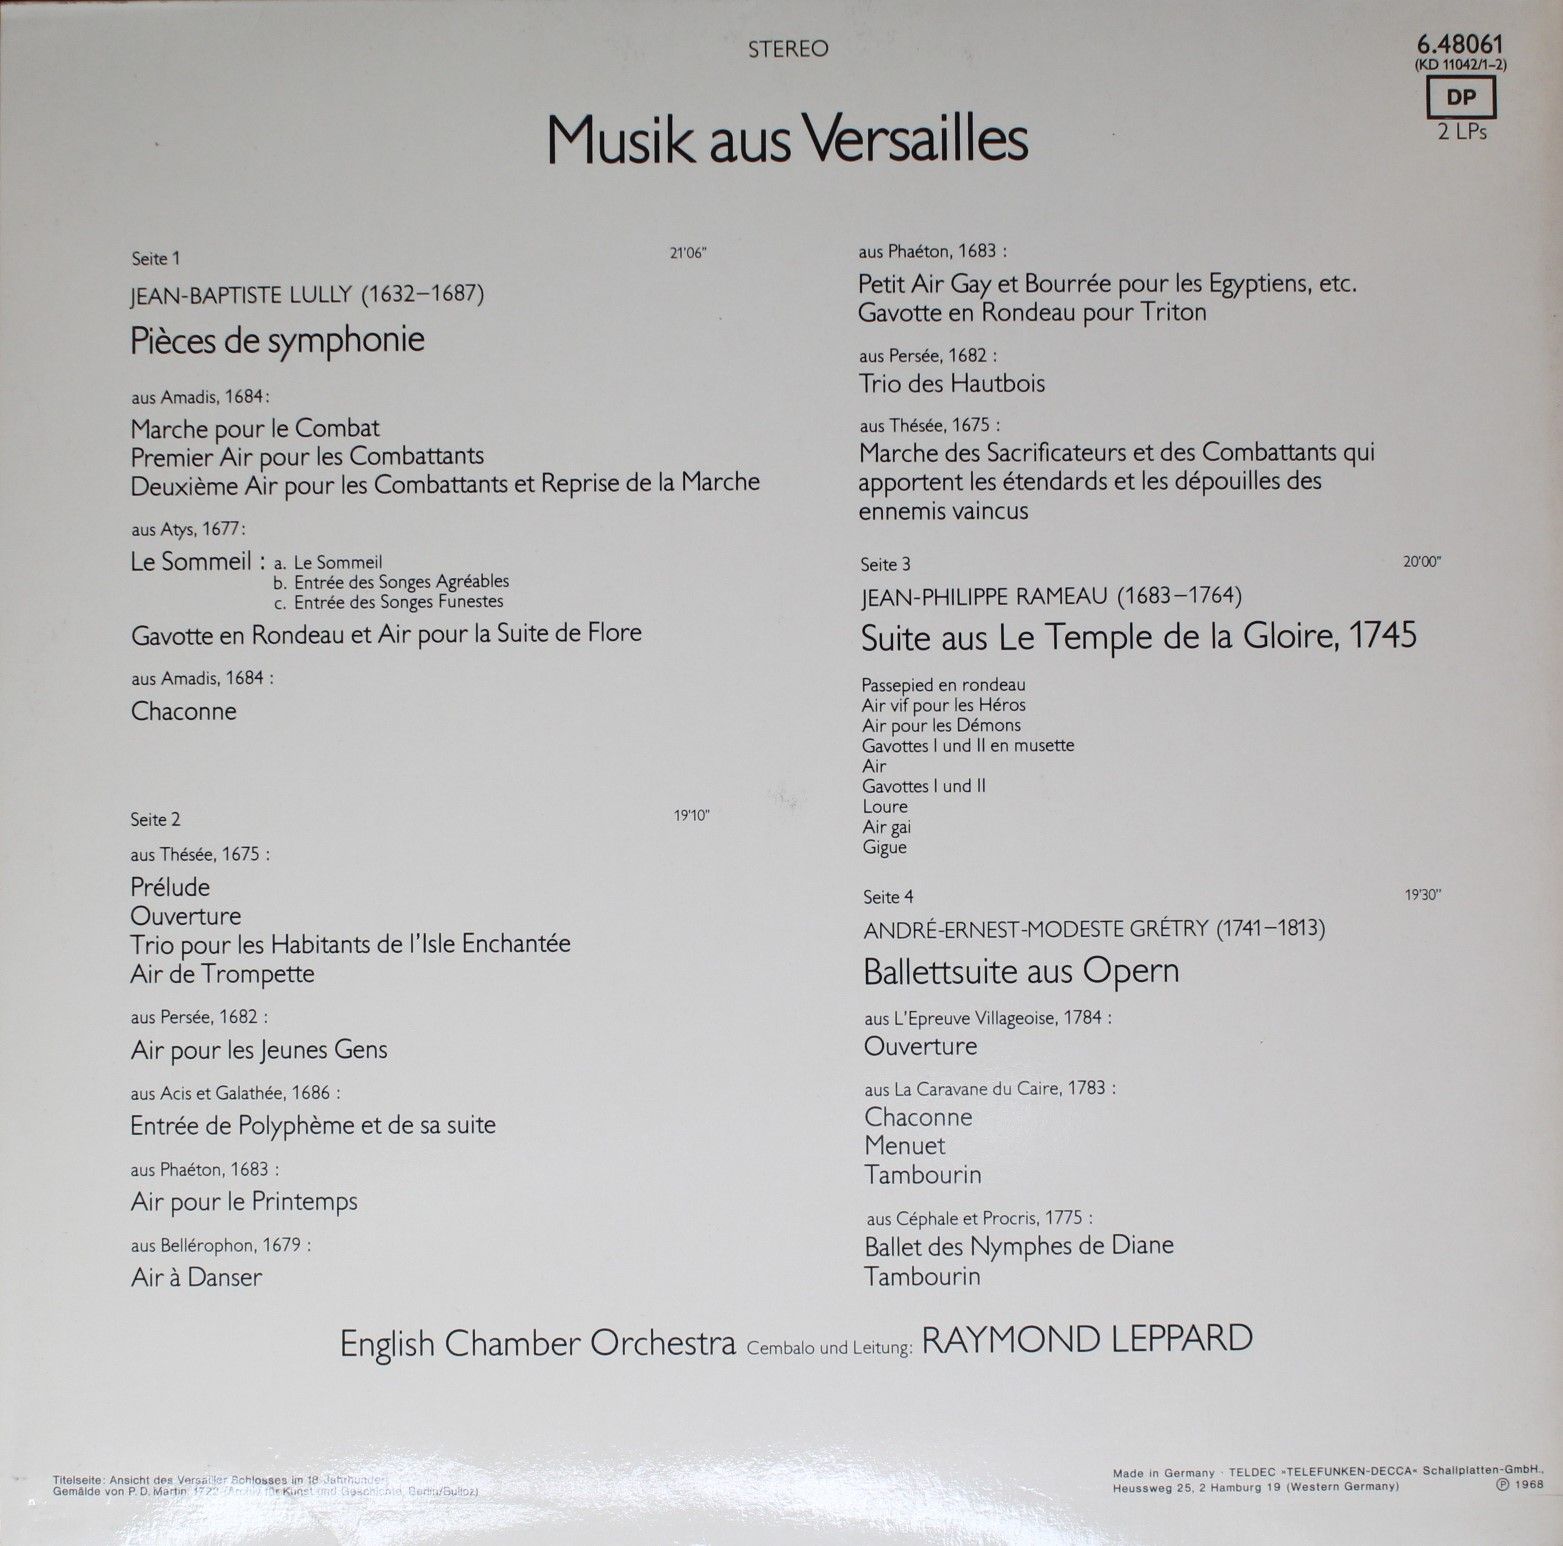 STEREO
6.48061
(KD 11042/1–2)
DP
2 LPs
Musik aus Versailles
Seite 1 21'06"
JEAN-BAPTISTE LULLY (1632–1687)
Pièces de symphonie
aus Amadis, 1684:
Marche pour le Combat
Premier Air pour les Combattants
Deuxième Air pour les Combattants et Reprise de la Marche
aus Atys, 1677:
Le Sommeil : a. Le Sommeil
b. Entrée des Songes Agréables
c. Entrée des Songes Funestes
Gavotte en Rondeau et Air pour la Suite de Flore
aus Amadis, 1684 :
Chaconne
Seite 2 19'10"
aus Thésée, 1675 :
Prélude
Ouverture
Trio pour les Habitants de l'Isle Enchantée
Air de Trompette
aus Persée, 1682 :
Air pour les Jeunes Gens
aus Acis et Galathée, 1686 :
Entrée de Polyphème et de sa suite
aus Phaéton, 1683 :
Air pour le Printemps
aus Bellérophon, 1679 :
Air à Danser
aus Phaéton, 1683 :
Petit Air Gay et Bourrée pour les Egyptiens, etc.
Gavotte en Rondeau pour Triton
aus Persée, 1682 :
Trio des Hautbois
aus Thésée, 1675 :
Marche des Sacrificateurs et des Combattants qui
apportent les étendards et les dépouilles des
ennemis vaincus
Seite 3 20'00"
JEAN-PHILIPPE RAMEAU (1683–1764)
Suite aus Le Temple de la Gloire, 1745
Passepied en rondeau
Air vif pour les Héros
Air pour les Démons
Gavottes I und II en musette
Air
Gavottes I und II
Loure
Air gai
Gigue
Seite 4 19'30"
ANDRÉ-ERNEST-MODESTE GRÉTRY (1741–1813)
Ballettsuite aus Opern
aus L'Epreuve Villageoise, 1784 :
Ouverture
aus La Caravane du Caire, 1783 :
Chaconne
Menuet
Tambourin
aus Céphale et Procris, 1775 :
Ballet des Nymphes de Diane
Tambourin
English Chamber Orchestra Cembalo und Leitung: RAYMOND LEPPARD
Titelseite: Ansicht des Versailler Schlosses im 18. Jahrhundert
Gemälde von P. D. Martin, 1722 (Archiv für Kunst und Geschichte, Berlin/Bulloz)
Made in Germany · TELDEC »TELEFUNKEN-DECCA« Schallplatten-GmbH.,
Heussweg 25, 2 Hamburg 19 (Western Germany) Ⓟ 1968